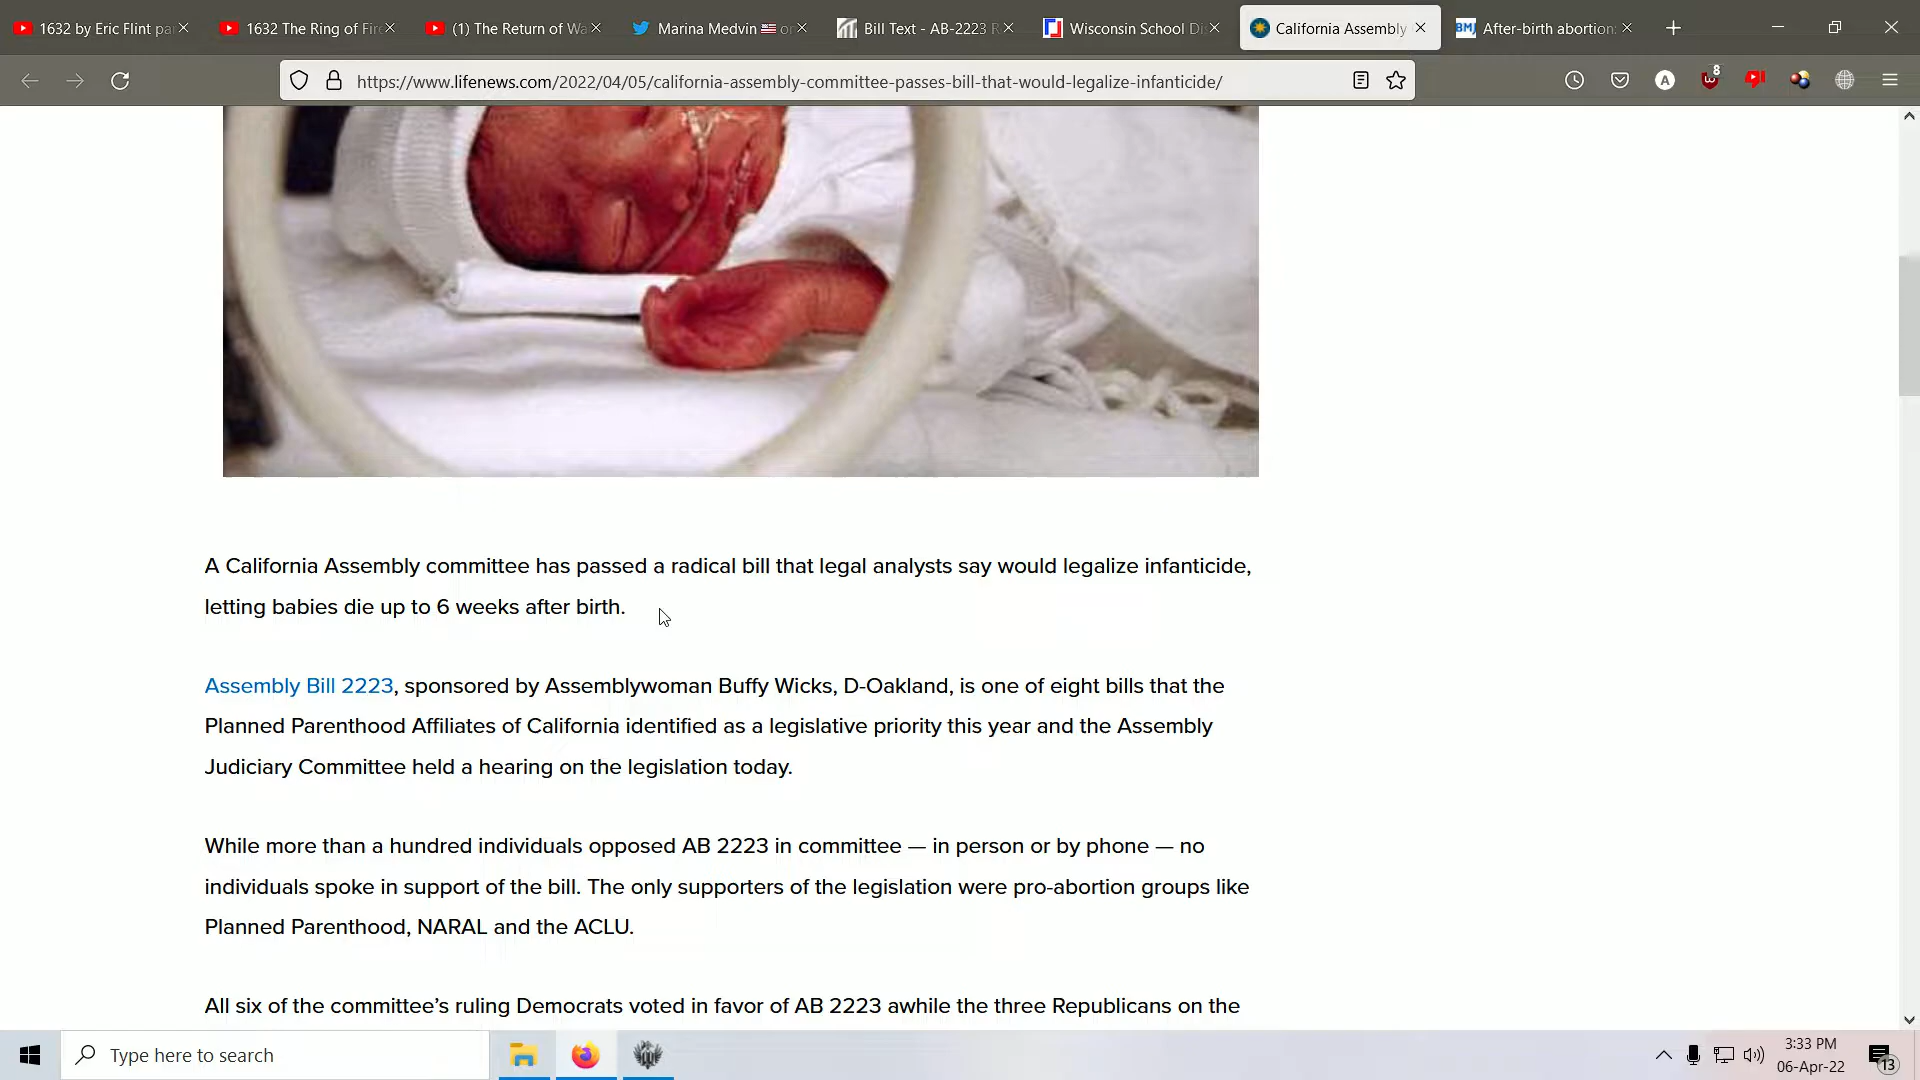 1632 by Eric Flint pa
1632 The Ring of Fire
(1) The Return of Wa
Marina Medvin 🇺🇸 on
Bill Text - AB-2223 R
Wisconsin School Di
California Assembly
After-birth abortion:
https://www.lifenews.com/2022/04/05/california-assembly-committee-passes-bill-that-would-legalize-infanticide/
8
A California Assembly committee has passed a radical bill that legal analysts say would legalize infanticide,
letting babies die up to 6 weeks after birth.
Assembly Bill 2223, sponsored by Assemblywoman Buffy Wicks, D-Oakland, is one of eight bills that the
Planned Parenthood Affiliates of California identified as a legislative priority this year and the Assembly
Judiciary Committee held a hearing on the legislation today.
While more than a hundred individuals opposed AB 2223 in committee — in person or by phone — no
individuals spoke in support of the bill. The only supporters of the legislation were pro-abortion groups like
Planned Parenthood, NARAL and the ACLU.
All six of the committee’s ruling Democrats voted in favor of AB 2223 awhile the three Republicans on the
Type here to search
3:33 PM
06-Apr-22
13